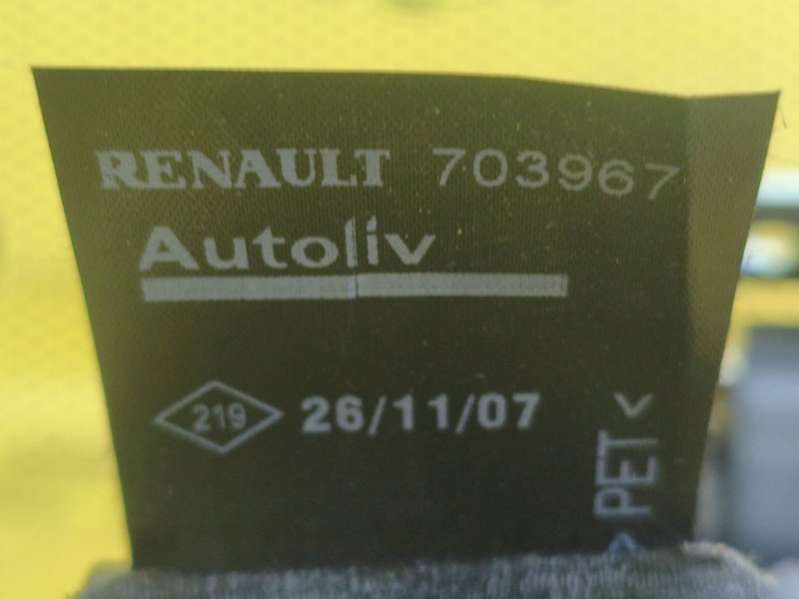 RENAULT 703967
Autoliv
219 26/11/07
>PET<